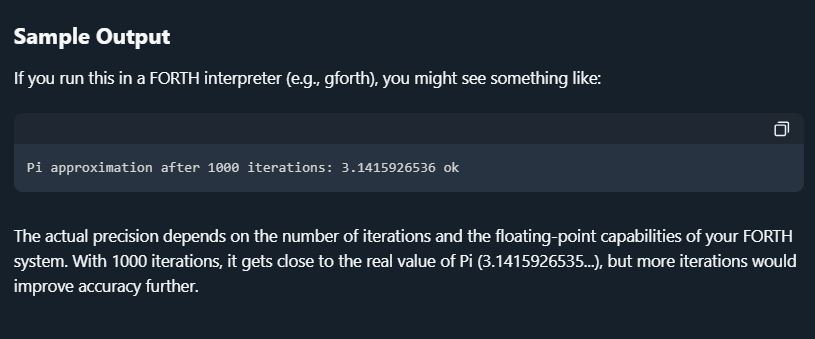 Sample Output
If you run this in a FORTH interpreter (e.g., gforth), you might see something like:
Pi approximation after 1000 iterations: 3.1415926536 ok
The actual precision depends on the number of iterations and the floating-point capabilities of your FORTH
system. With 1000 iterations, it gets close to the real value of Pi (3.1415926535...), but more iterations would
improve accuracy further.